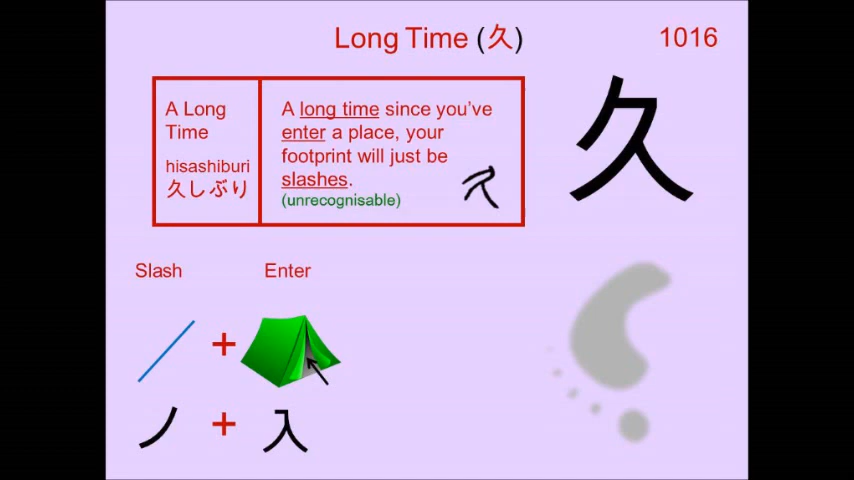 Long Time (久)
1016
A Long
Time
hisashiburi
久しぶり
A long time since you've
enter a place, your
footprint will just be
slashes.
(unrecognisable)
久
久
Slash
Enter
+
ノ + 入